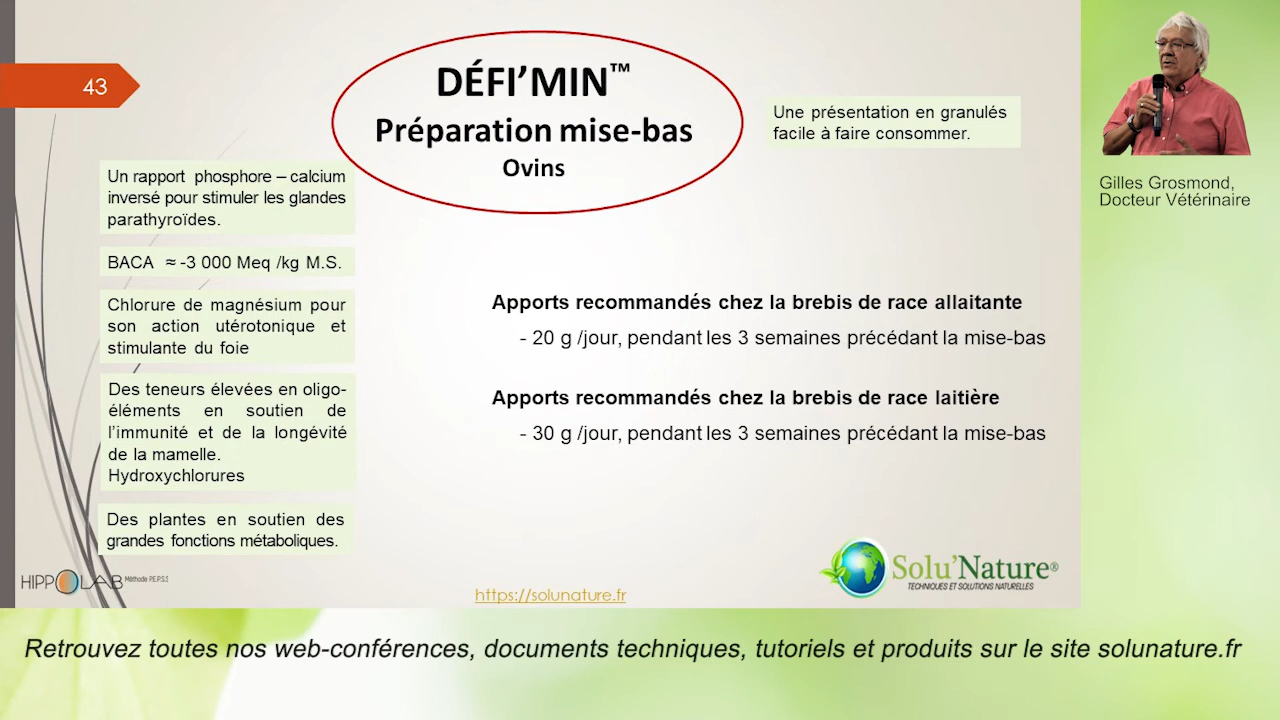 43
DÉFI’MIN™
Préparation mise-bas
Ovins
Une présentation en granulés
facile à faire consommer.
Gilles Grosmond,
Docteur Vétérinaire
Un rapport phosphore – calcium
inversé pour stimuler les glandes
parathyroïdes.
BACA ≈ -3 000 Meq /kg M.S.
Chlorure de magnésium pour
son action utérotonique et
stimulante du foie
Des teneurs élevées en oligo-
éléments en soutien de
l’immunité et de la longévité
de la mamelle.
Hydroxychlorures
Des plantes en soutien des
grandes fonctions métaboliques.
Apports recommandés chez la brebis de race allaitante
- 20 g /jour, pendant les 3 semaines précédant la mise-bas
Apports recommandés chez la brebis de race laitière
- 30 g /jour, pendant les 3 semaines précédant la mise-bas
HIPPOLAB Méthode P.E.P.S.S
https://solunature.fr
Solu’Nature®
TECHNIQUES ET SOLUTIONS NATURELLES
Retrouvez toutes nos web-conférences, documents techniques, tutoriels et produits sur le site solunature.fr